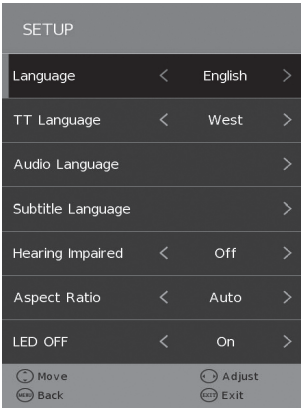 SETUP
Language < English >
TT Language < West >
Audio Language >
Subtitle Language >
Hearing Impaired < Off >
Aspect Ratio < Auto >
LED OFF < On >
Move Adjust
MENU Back EXIT Exit